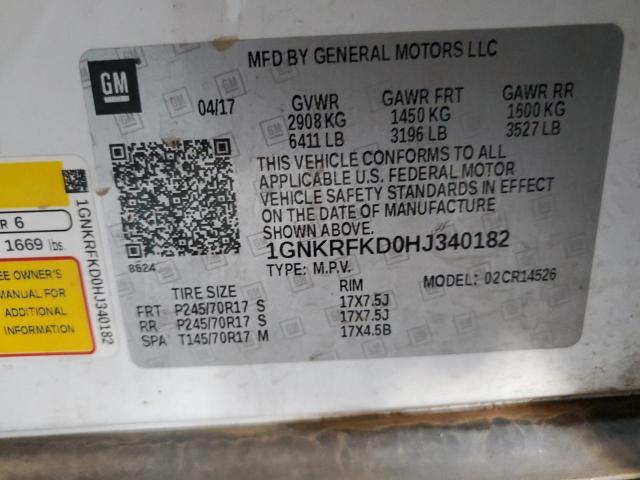 MFD BY GENERAL MOTORS LLC
GM
04/17
GVWR
2908 KG
6411 LB
GAWR FRT
1450 KG
3196 LB
GAWR RR
1600 KG
3527 LB
THIS VEHICLE CONFORMS TO ALL
APPLICABLE U.S. FEDERAL MOTOR
VEHICLE SAFETY STANDARDS IN EFFECT
ON THE DATE OF MANUFACTURE
SHOWN ABOVE.
8624
1GNKRFKD0HJ340182
TYPE: M.P.V.
MODEL: 02CR14526
TIRE SIZE RIM
FRT P245/70R17 S 17X7.5J
RR P245/70R17 S 17X7.5J
SPA T145/70R17 M 17X4.5B
R 6
1669 lbs.
EE OWNER'S
MANUAL FOR
ADDITIONAL
INFORMATION
1GNKRFKD0HJ340182